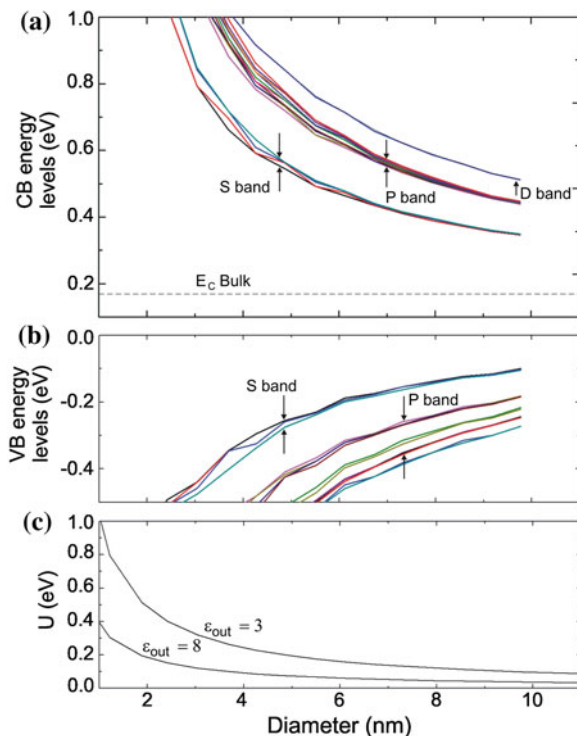 (a)
1.0
0.8
0.6
0.4
0.2
CB energy
levels (eV)
S band
P band
D band
E_C Bulk
(b)
0.0
-0.2
-0.4
VB energy
levels (eV)
S band
P band
(c)
1.0
0.8
0.6
0.4
0.2
0.0
U (eV)
ε_out = 3
ε_out = 8
2 4 6 8 10
Diameter (nm)